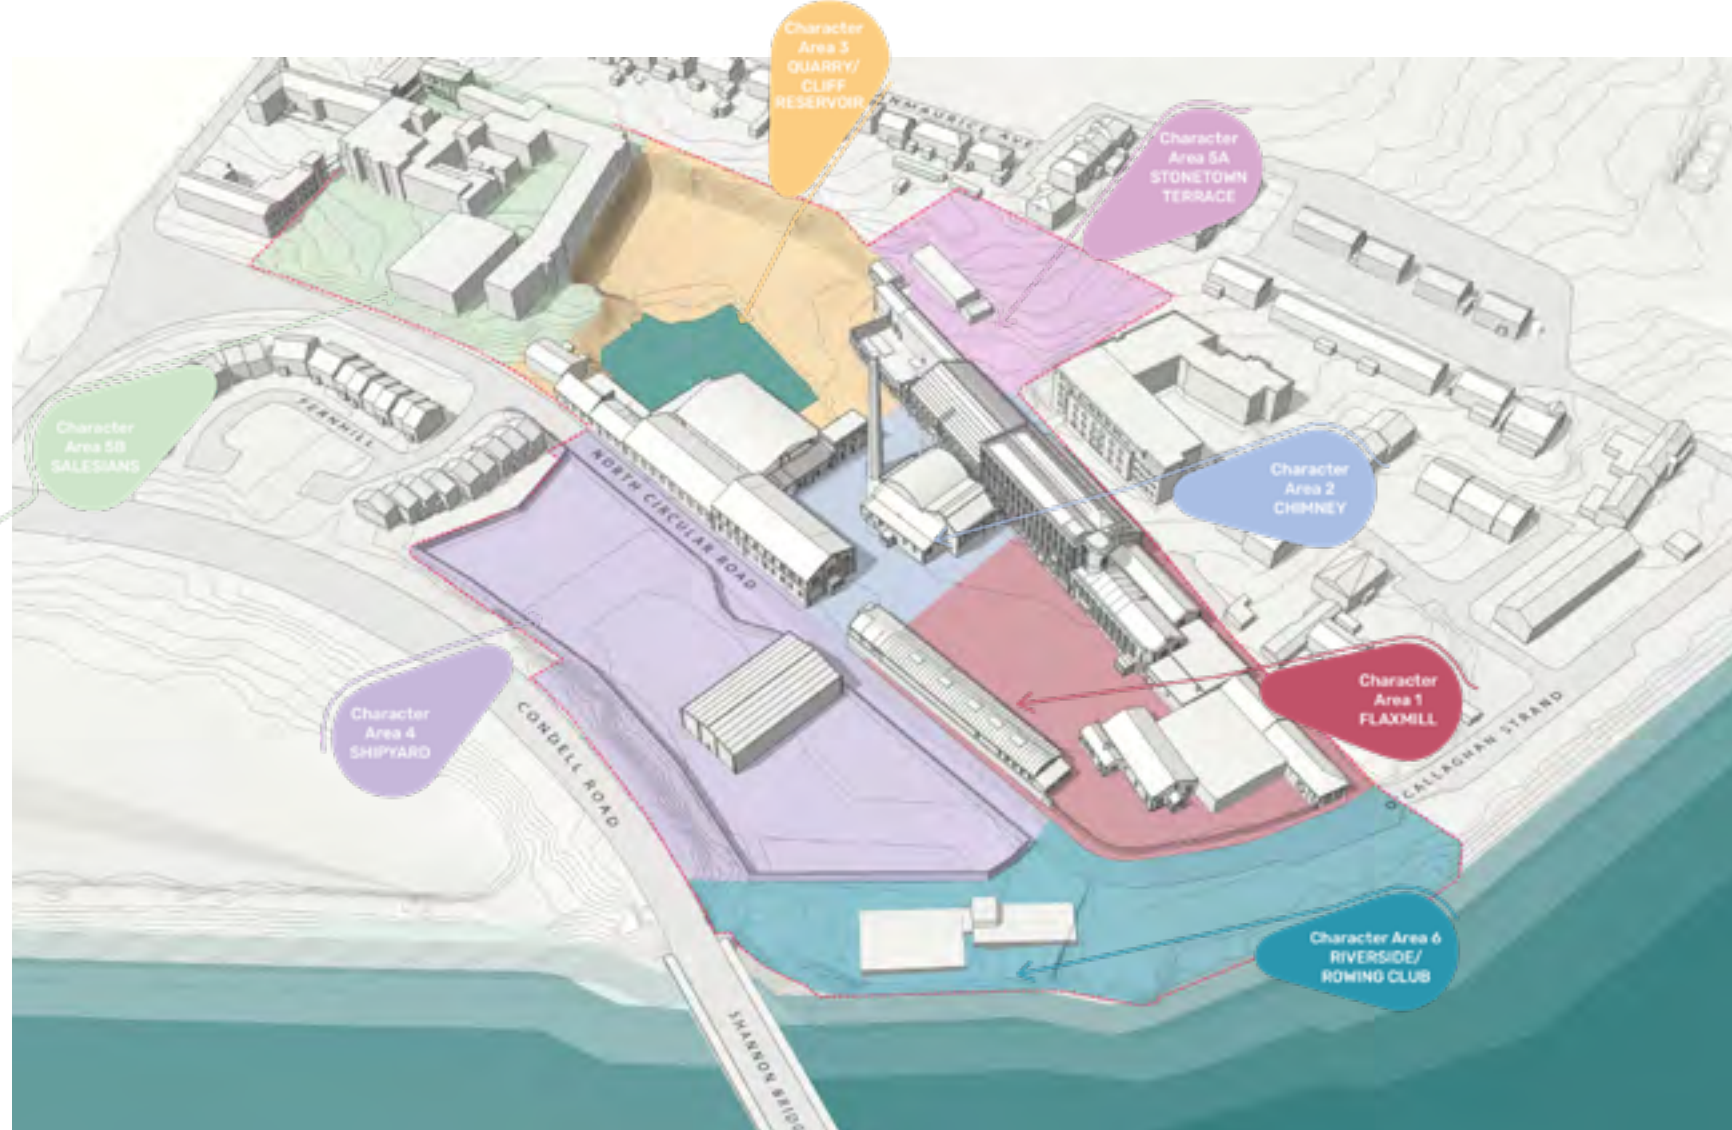 Character
Area 3
QUARRY/
CLIFF
RESERVOIR
Character
Area 5A
STONETOWN
TERRACE
Character
Area 5B
SALESIANS
FERNHILL
NORTH CIRCULAR ROAD
Character
Area 2
CHIMNEY
Character
Area 4
SHIPYARD
CONDELL ROAD
Character
Area 1
FLAXMILL
O'CALLAGHAN STRAND
Character Area 6
RIVERSIDE/
ROWING CLUB
SHANNON BRIDG